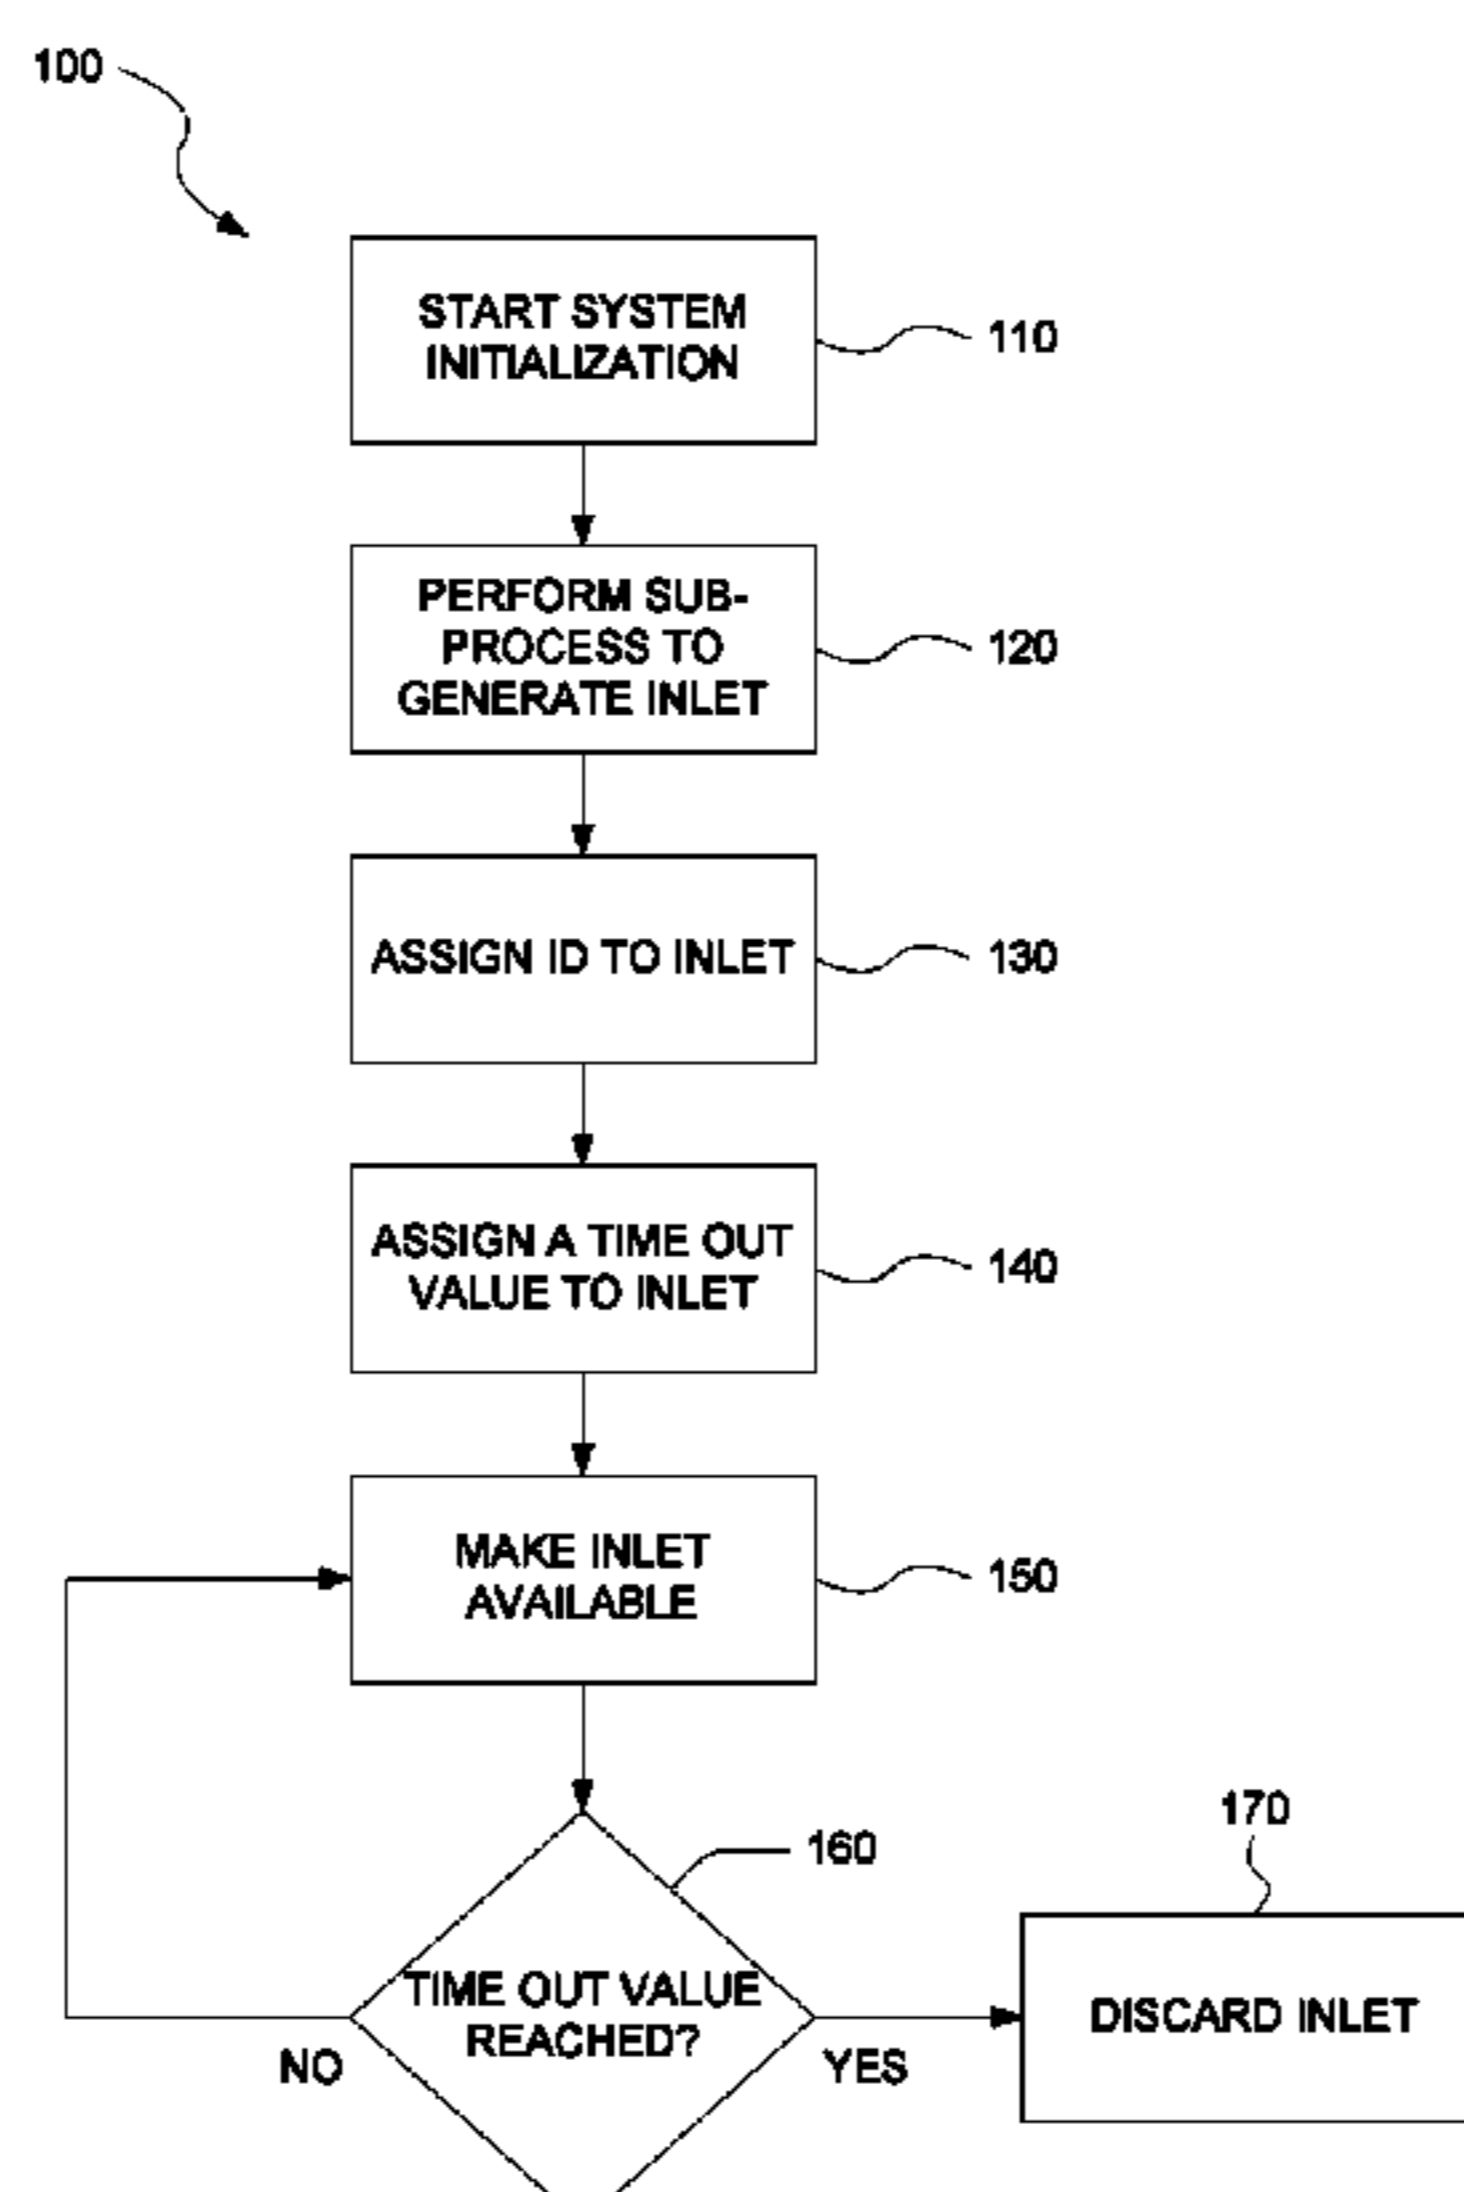 100
START SYSTEM
INITIALIZATION
110
PERFORM SUB-
PROCESS TO
GENERATE INLET
120
ASSIGN ID TO INLET
130
ASSIGN A TIME OUT
VALUE TO INLET
140
MAKE INLET
AVAILABLE
150
160
TIME OUT VALUE
REACHED?
NO
YES
170
DISCARD INLET